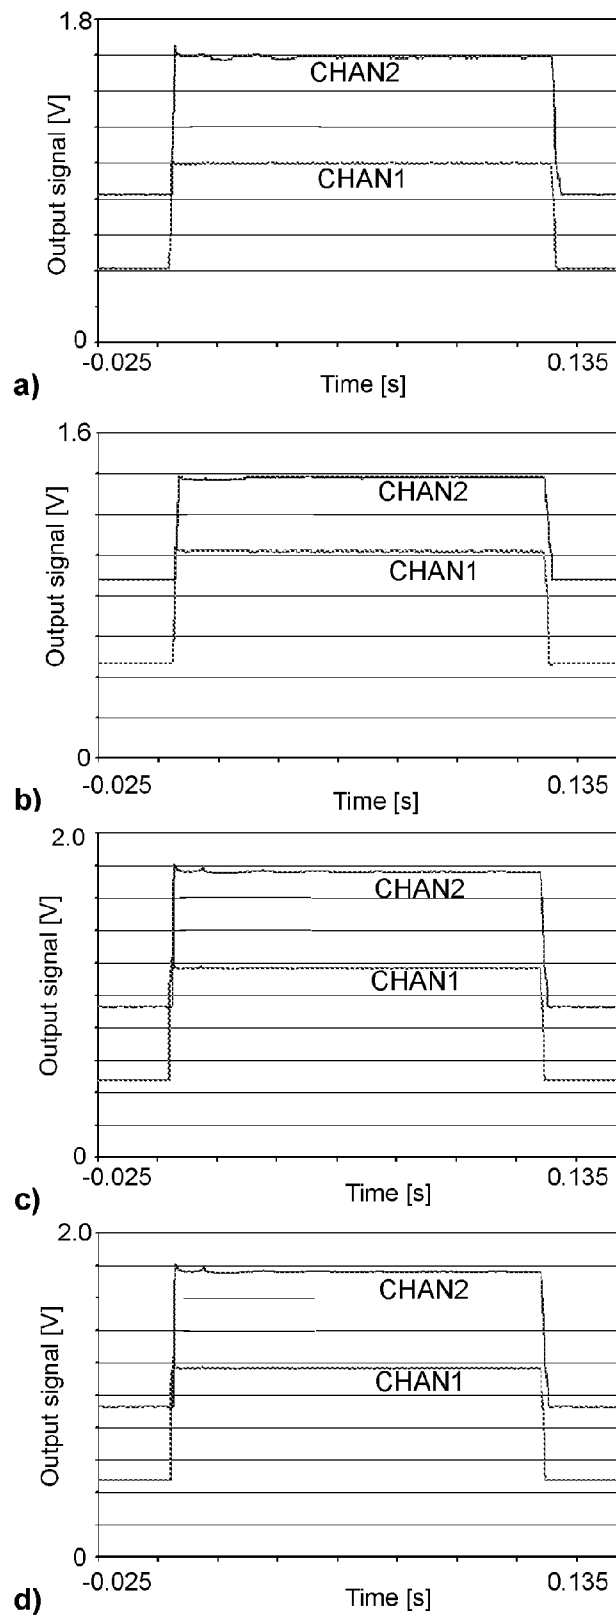 1.8
Output signal [V]
CHAN2
CHAN1
0
-0.025 0.135
Time [s]
a)
1.6
Output signal [V]
CHAN2
CHAN1
0
-0.025 0.135
Time [s]
b)
2.0
Output signal [V]
CHAN2
CHAN1
0
-0.025 0.135
Time [s]
c)
2.0
Output signal [V]
CHAN2
CHAN1
0
-0.025 0.135
Time [s]
d)